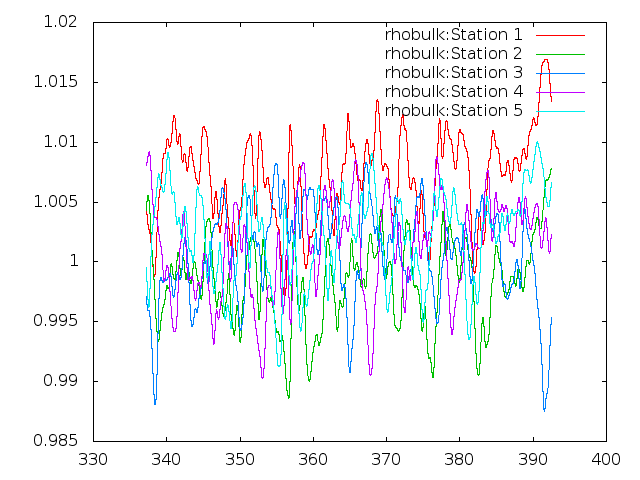 1.02
1.015
1.01
1.005
1
0.995
0.99
0.985
330 340 350 360 370 380 390 400
rhobulk:Station 1
rhobulk:Station 2
rhobulk:Station 3
rhobulk:Station 4
rhobulk:Station 5